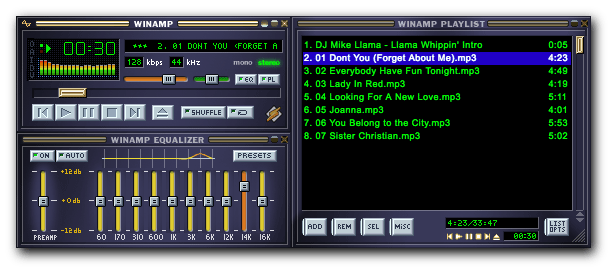 WINAMP
00:30
*** 2. 01 DONT YOU (FORGET A
128 kbps 44 kHz mono stereo
EQ PL
SHUFFLE
WINAMP EQUALIZER
ON AUTO PRESETS
+12 db
+0 db
-12 db
PREAMP 60 170 310 600 1K 3K 6K 12K 14K 16K
WINAMP PLAYLIST
1. DJ Mike Llama - Llama Whippin' Intro 0:05
2. 01 Dont You (Forget About Me).mp3 4:23
3. 02 Everybody Have Fun Tonight.mp3 4:49
4. 03 Lady In Red.mp3 4:19
5. 04 Looking For A New Love.mp3 5:11
6. 05 Joanna.mp3 4:01
7. 06 You Belong to the City.mp3 5:53
8. 07 Sister Christian.mp3 5:02
ADD REM SEL MISC
4:23/33:47
00:30
LIST
OPTS